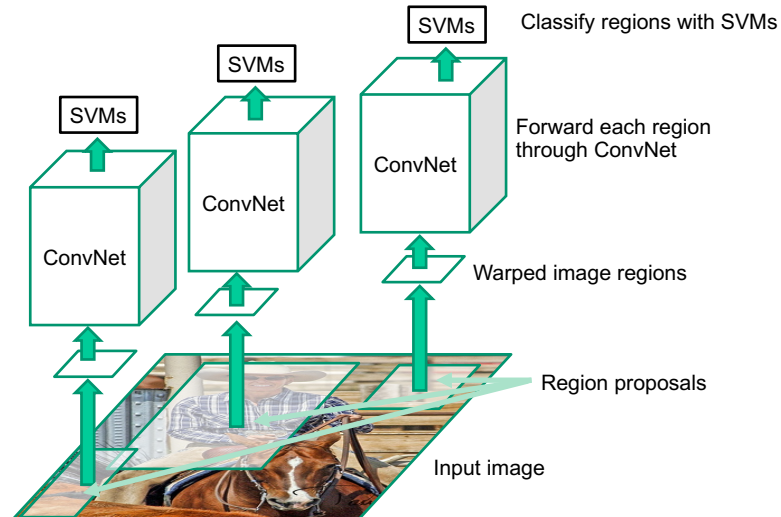 SVMs
Classify regions with SVMs
SVMs
SVMs
ConvNet
Forward each region
through ConvNet
ConvNet
ConvNet
Warped image regions
Region proposals
Input image